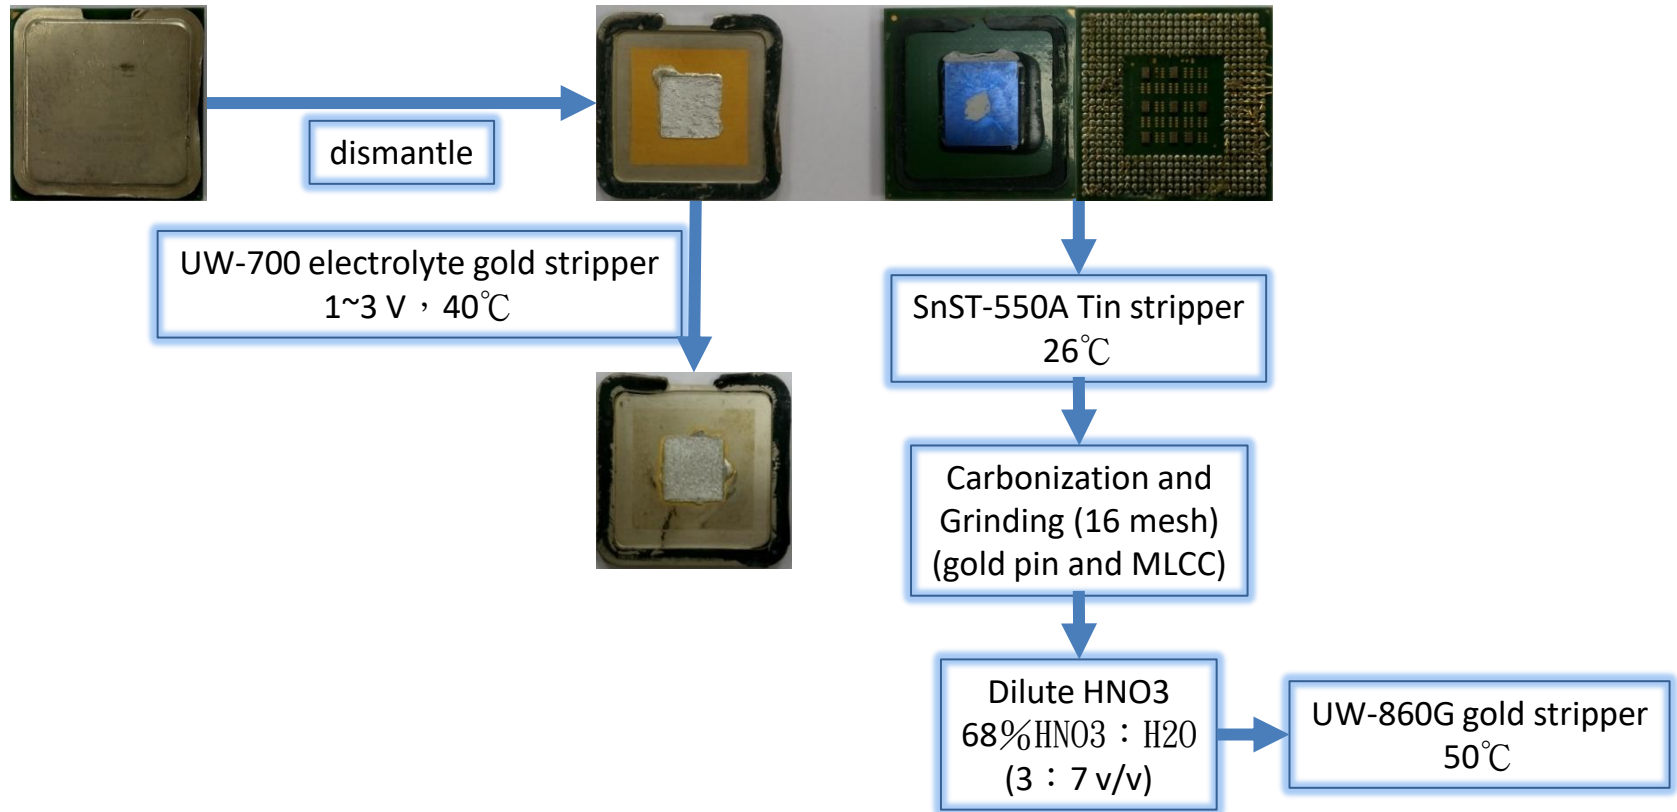 dismantle
UW-700 electrolyte gold stripper
1~3 V，40℃
SnST-550A Tin stripper
26℃
Carbonization and
Grinding (16 mesh)
(gold pin and MLCC)
Dilute HNO3
68%HNO3：H2O
(3：7 v/v)
UW-860G gold stripper
50℃